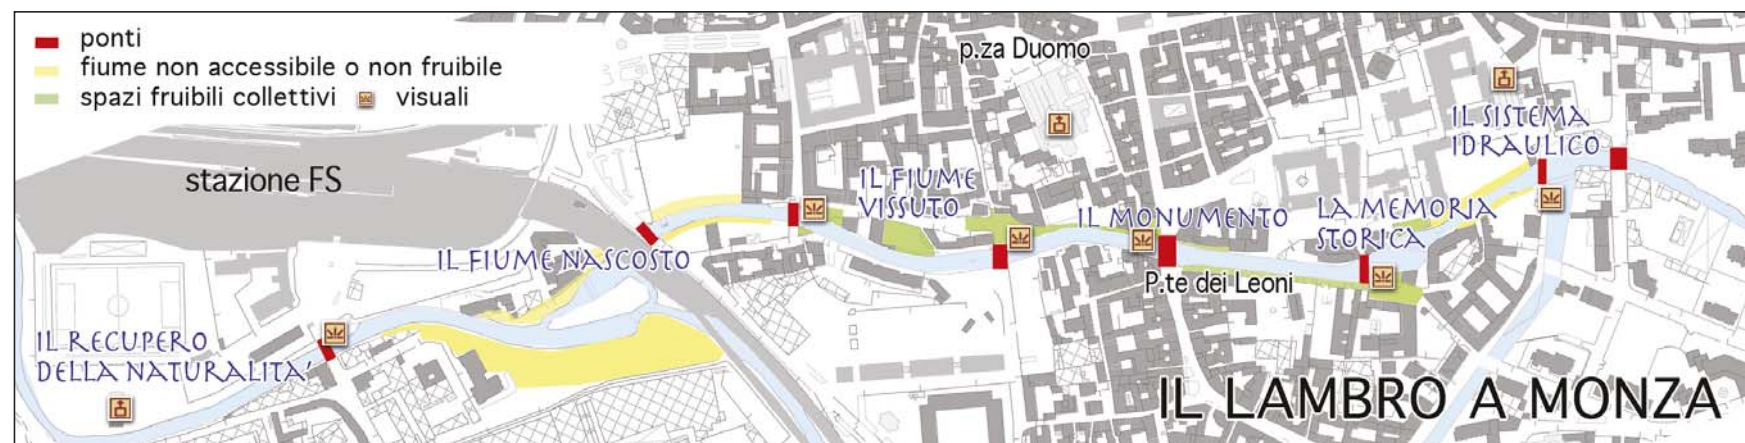 ponti
fiume non accessibile o non fruibile
spazi fruibili collettivi visuali
p.za Duomo
stazione FS
IL SISTEMA
IDRAULICO
IL FIUME
VISSUTO
IL MONUMENTO
LA MEMORIA
STORICA
IL FIUME NASCOSTO
P.te dei Leoni
IL RECUPERO
DELLA NATURALITA'
IL LAMBRO A MONZA